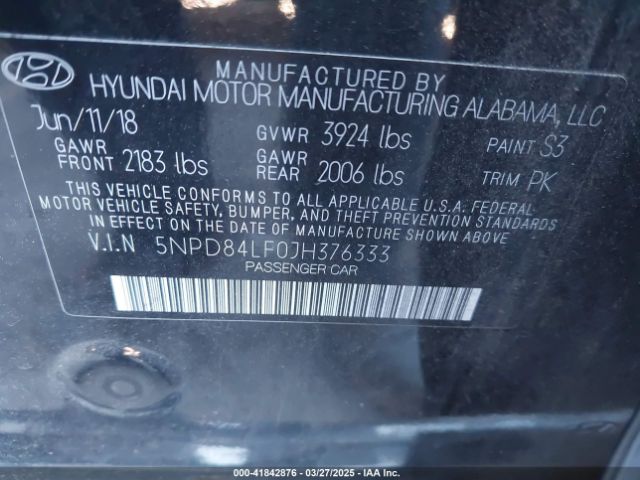 MANUFACTURED BY
HYUNDAI MOTOR MANUFACTURING ALABAMA, LLC
Jun/11/18 GVWR 3924 lbs PAINT S3
GAWR FRONT 2183 lbs GAWR REAR 2006 lbs TRIM PK
THIS VEHICLE CONFORMS TO ALL APPLICABLE U.S.A. FEDERAL
MOTOR VEHICLE SAFETY, BUMPER, AND THEFT PREVENTION STANDARDS
IN EFFECT ON THE DATE OF MANUFACTURE SHOWN ABOVE.
V.I.N 5NPD84LF0JH376333
PASSENGER CAR
000-41842876 | 03/27/2025 | IAA Inc.